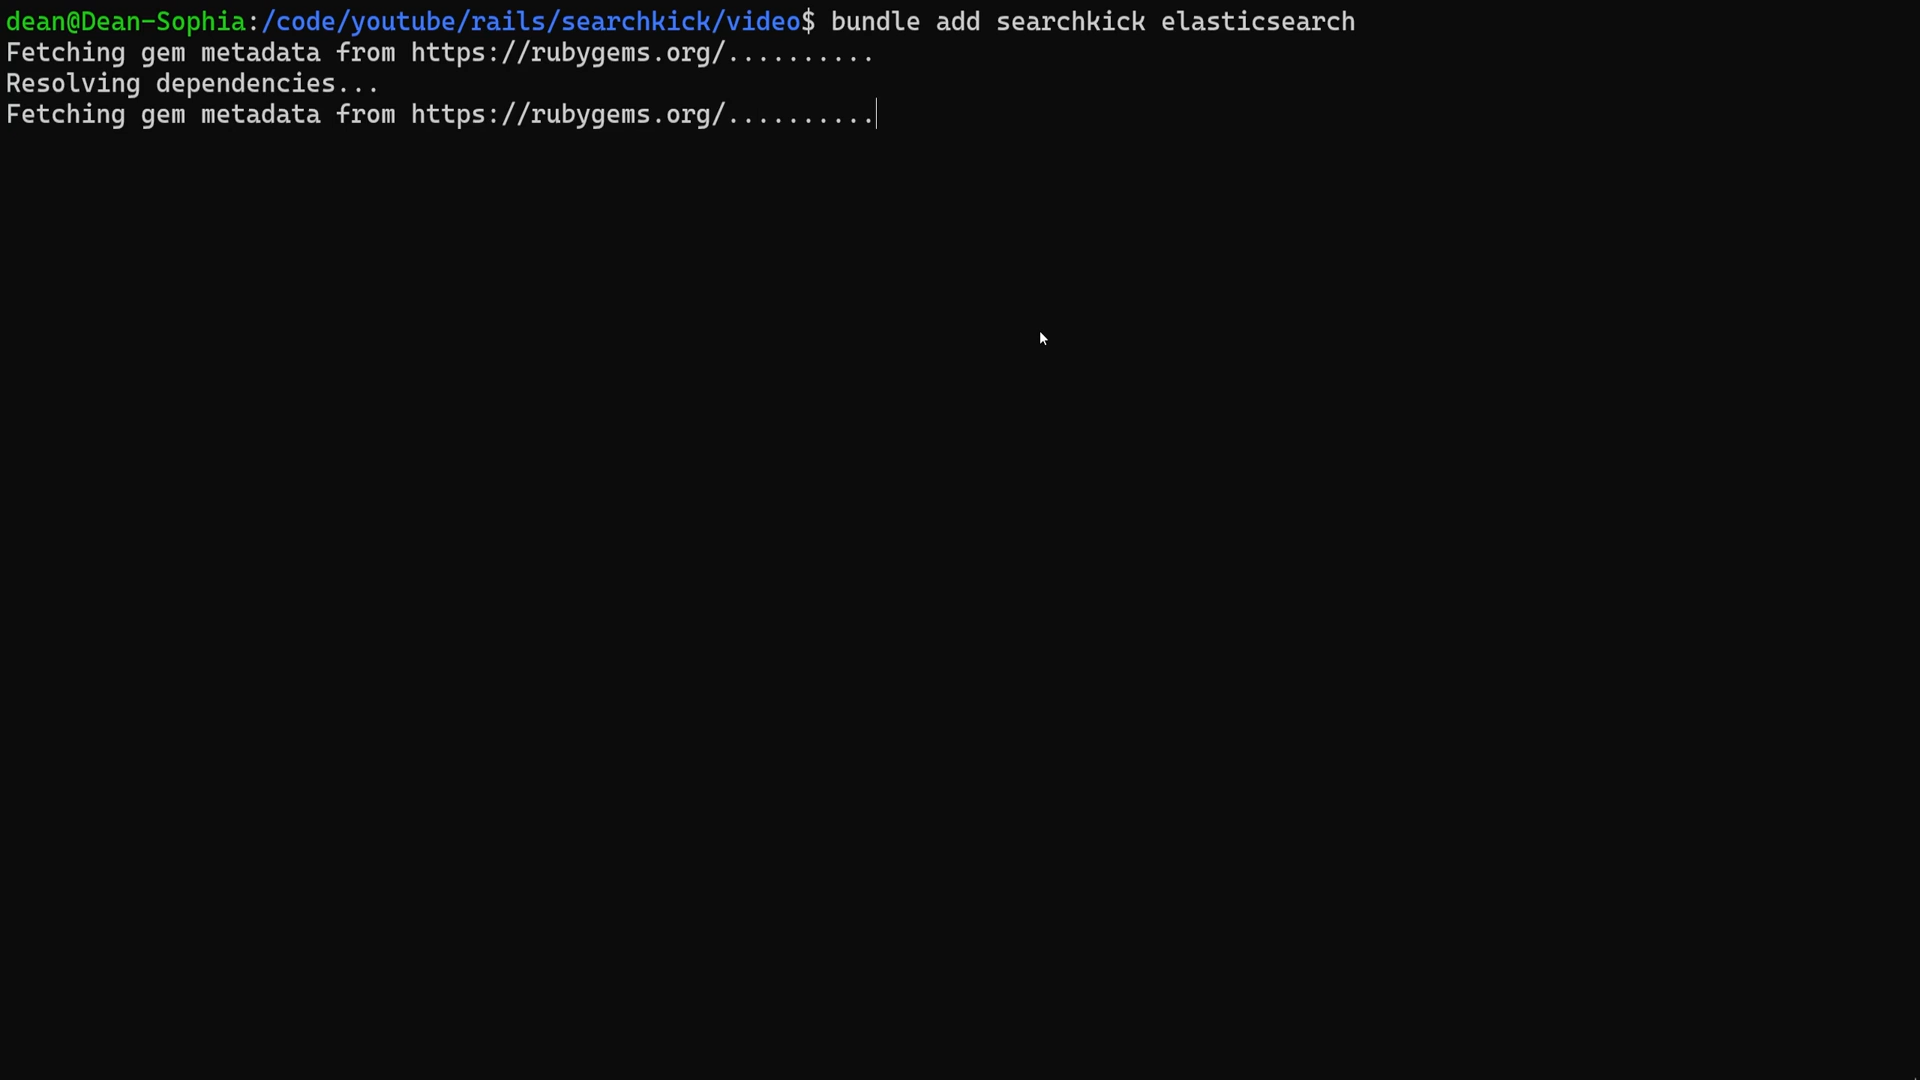 dean@Dean-Sophia:/code/youtube/rails/searchkick/video$ bundle add searchkick elasticsearch
Fetching gem metadata from https://rubygems.org/..........
Resolving dependencies...
Fetching gem metadata from https://rubygems.org/..........